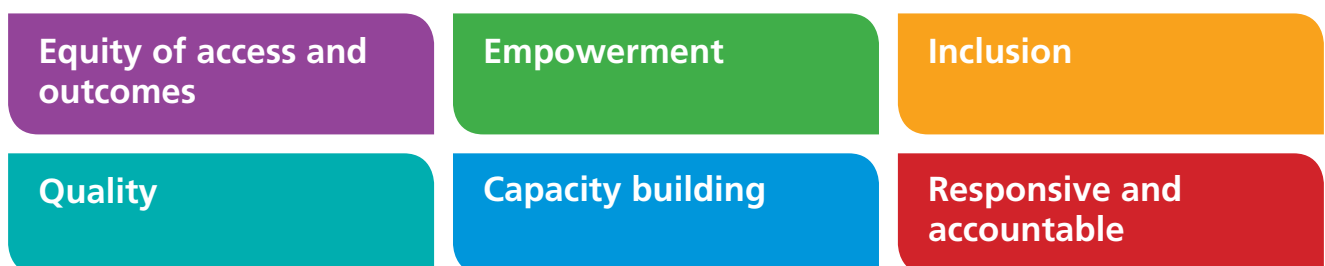 Equity of access and
outcomes
Empowerment
Inclusion
Quality
Capacity building
Responsive and
accountable